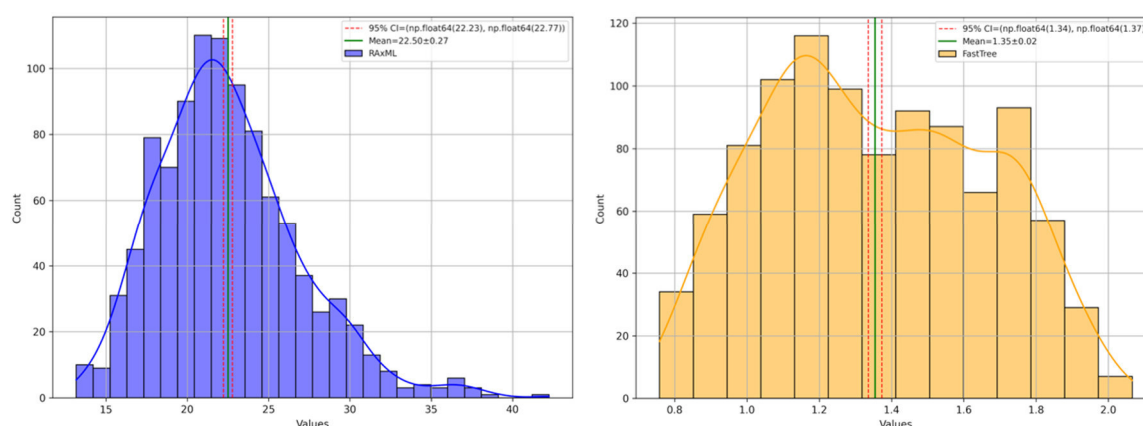 95% CI=(np.float64(22.23), np.float64(22.77))
Mean=22.50±0.27
RAxML
100
80
60
40
20
0
Count
15
20
25
30
35
40
Values
95% CI=(np.float64(1.34), np.float64(1.37))
Mean=1.35±0.02
FastTree
120
100
80
60
40
20
0
Count
0.8
1.0
1.2
1.4
1.6
1.8
2.0
Values